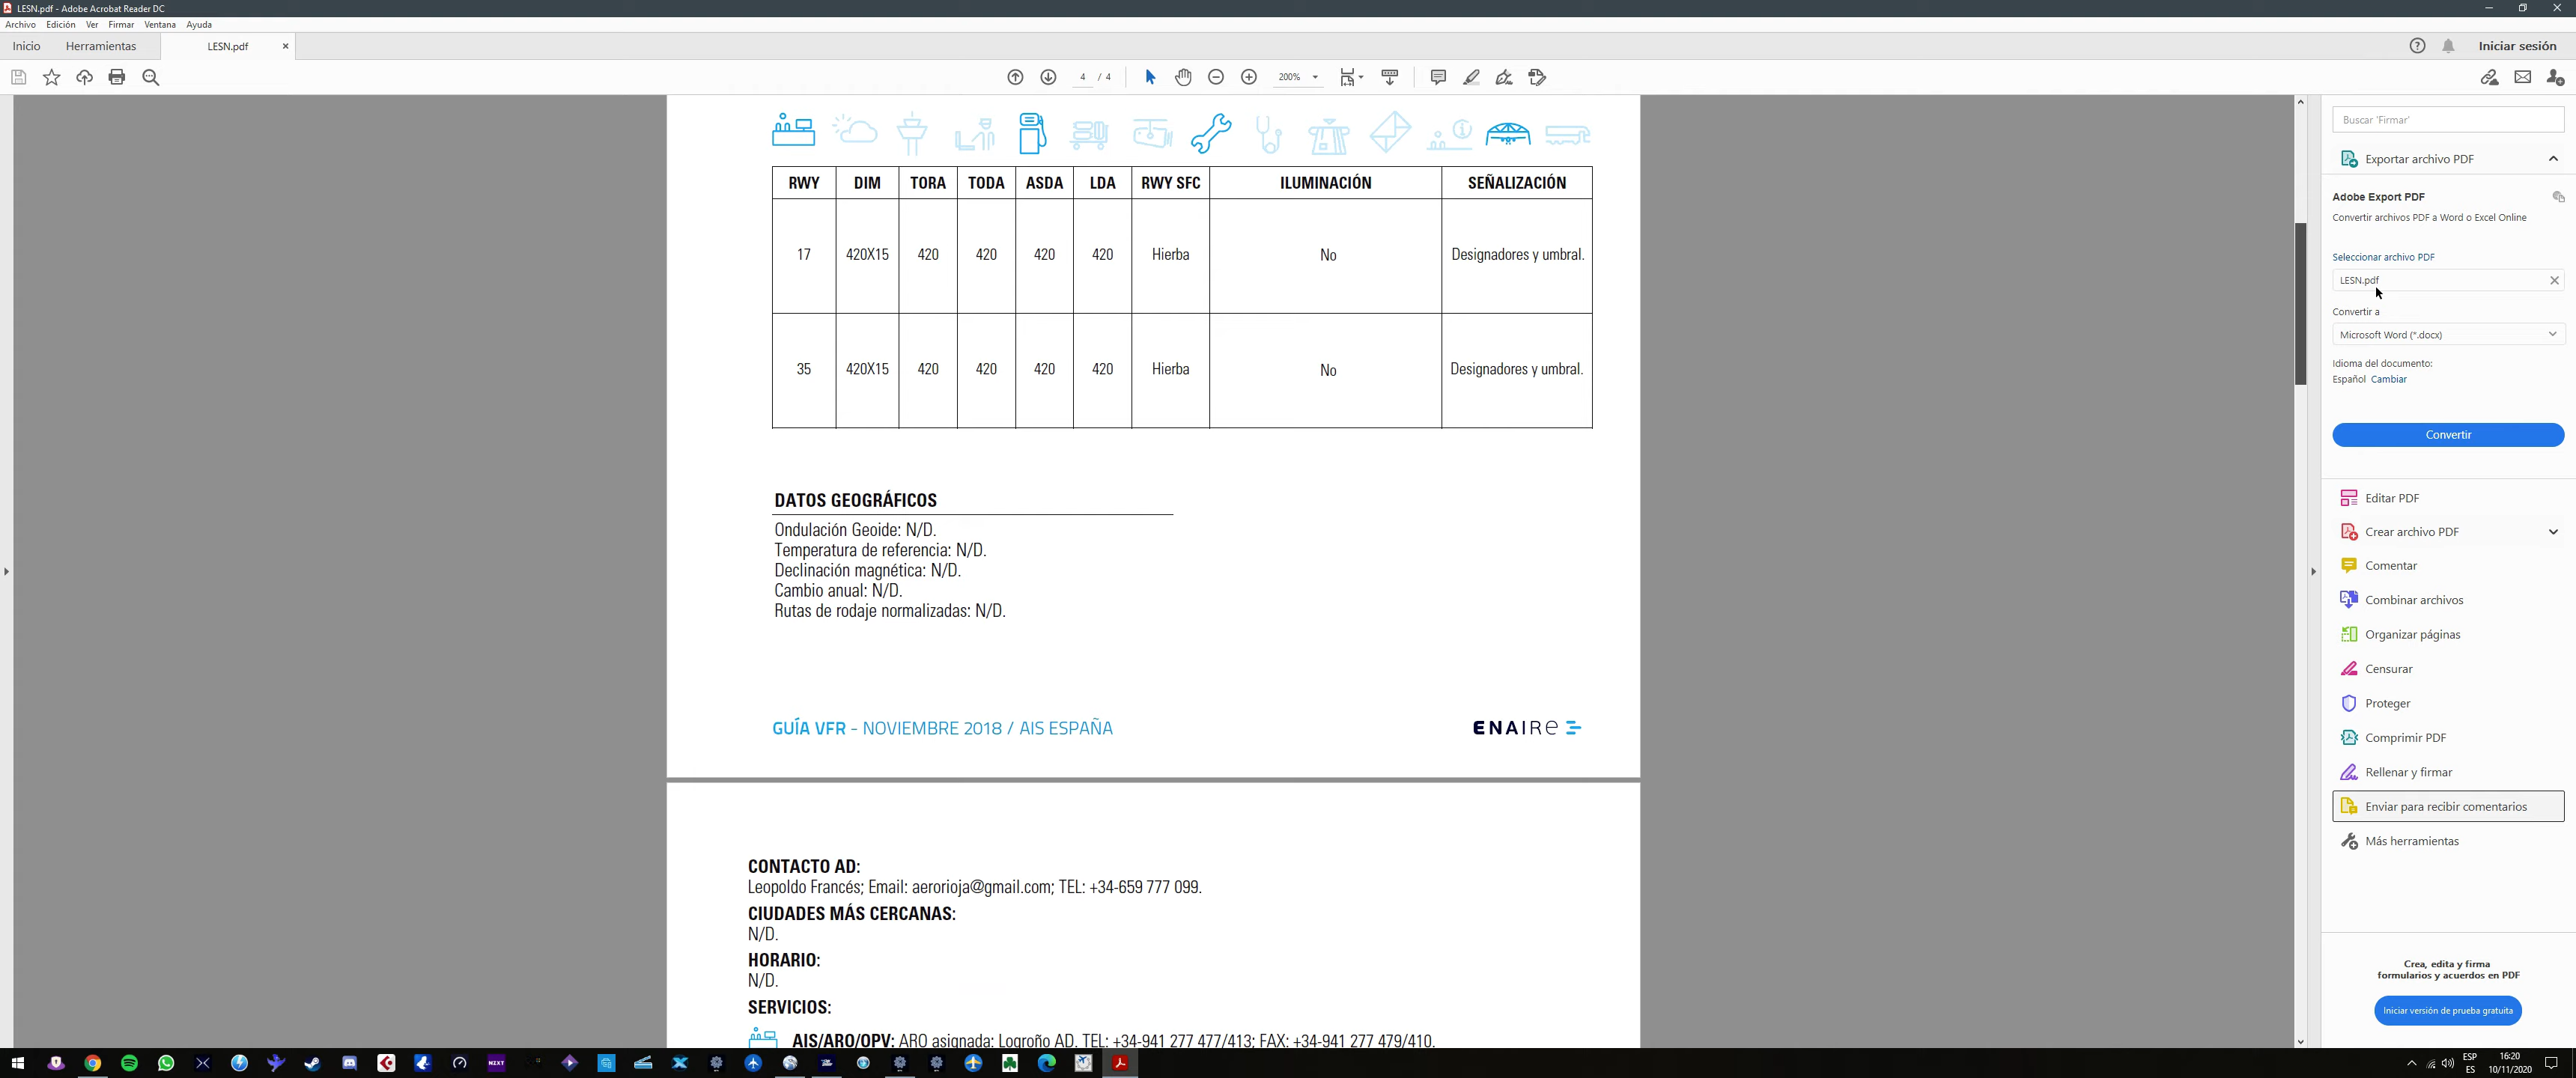 LESN.pdf - Adobe Acrobat Reader DC
Archivo Edición Ver Firmar Ventana Ayuda
Inicio Herramientas LESN.pdf × Iniciar sesión
4 / 4 200%
RWY DIM TORA TODA ASDA LDA RWY SFC ILUMINACIÓN SEÑALIZACIÓN
17 420X15 420 420 420 420 Hierba No Designadores y umbral.
35 420X15 420 420 420 420 Hierba No Designadores y umbral.
DATOS GEOGRÁFICOS
Ondulación Geoide: N/D.
Temperatura de referencia: N/D.
Declinación magnética: N/D.
Cambio anual: N/D.
Rutas de rodaje normalizadas: N/D.
GUÍA VFR - NOVIEMBRE 2018 / AIS ESPAÑA
ENAIRe
CONTACTO AD:
Leopoldo Francés; Email: aerorioja@gmail.com; TEL: +34-659 777 099.
CIUDADES MÁS CERCANAS:
N/D.
HORARIO:
N/D.
SERVICIOS:
AIS/ARO/OPV: ARO asignada: Logroño AD. TEL: +34-941 277 477/413; FAX: +34-941 277 479/410.
Buscar 'Firmar'
Exportar archivo PDF
Adobe Export PDF
Convertir archivos PDF a Word o Excel Online
Seleccionar archivo PDF
LESN.pdf
Convertir a
Microsoft Word (*.docx)
Idioma del documento:
Español Cambiar
Convertir
Editar PDF
Crear archivo PDF
Comentar
Combinar archivos
Organizar páginas
Censurar
Proteger
Comprimir PDF
Rellenar y firmar
Enviar para recibir comentarios
Más herramientas
Crea, edita y firma
formularios y acuerdos en PDF
Iniciar versión de prueba gratuita
NEXT
ESP
ES
16:20
10/11/2020